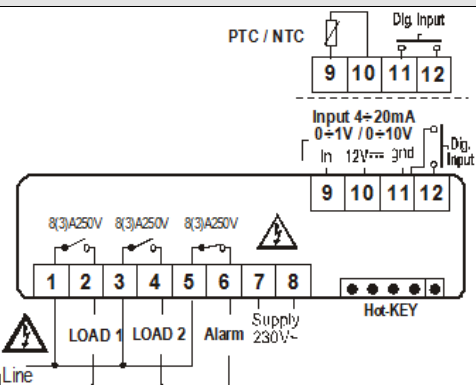 PTC / NTC
Dig. Input
9 10 11 12
Input 4÷20mA
0÷1V / 0÷10V
In 12V⎓ gnd
Dig.
Input
9 10 11 12
8(3)A250V 8(3)A250V 8(3)A250V
1 2 3 4 5 6 7 8
Hot-KEY
LOAD 1 LOAD 2 Alarm Supply
230V~
Line